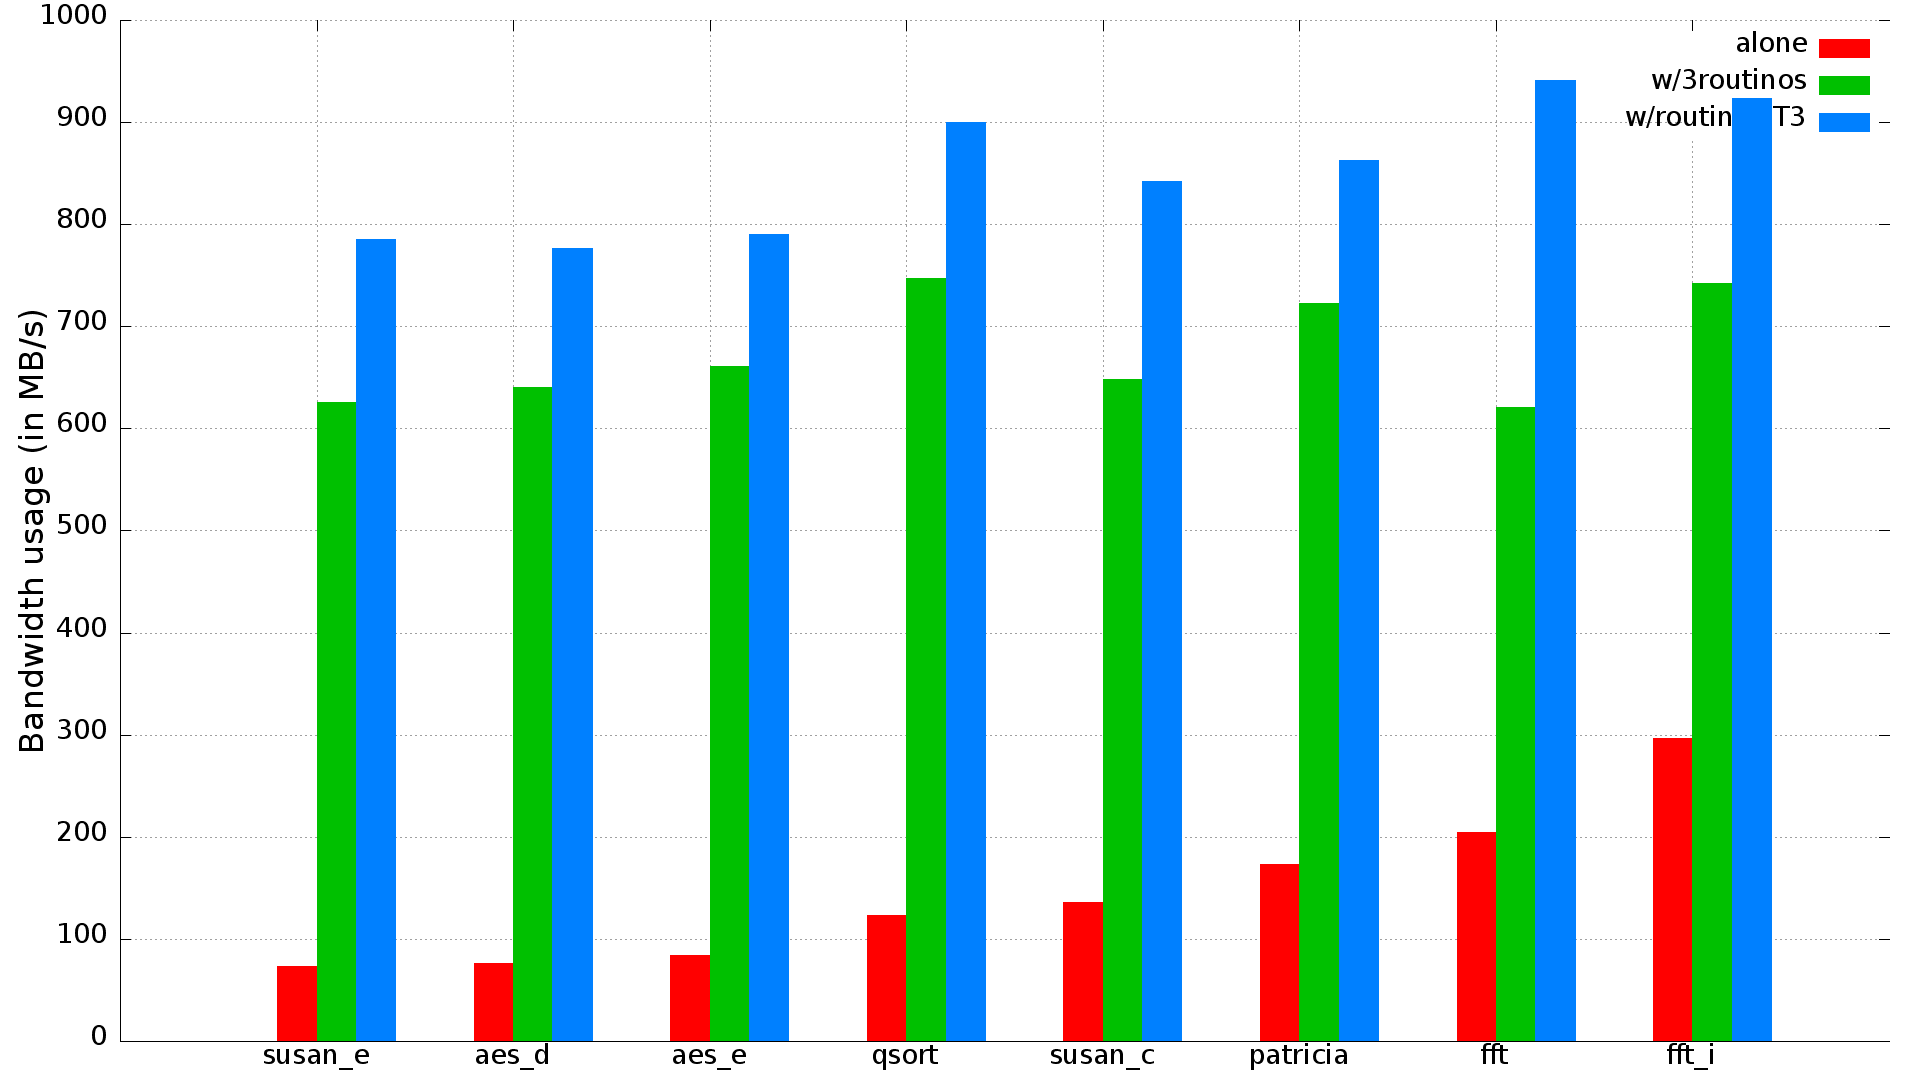 1000
900
800
700
600
500
400
300
200
100
0
Bandwidth usage (in MB/s)
alone
w/3routinos
T3
susan_e aes_d aes_e qsort susan_c patricia fft fft_i